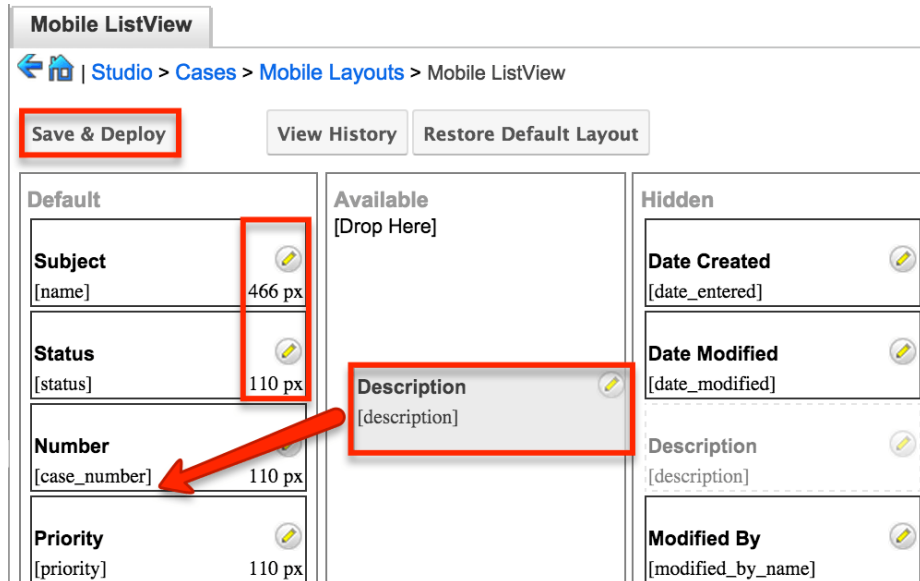 Mobile ListView
| Studio > Cases > Mobile Layouts > Mobile ListView
Save & Deploy
View History
Restore Default Layout
Default
Subject
[name] 466 px
Status
[status] 110 px
Number
[case_number] 110 px
Priority
[priority] 110 px
Available
[Drop Here]
Description
[description]
Hidden
Date Created
[date_entered]
Date Modified
[date_modified]
Description
[description]
Modified By
[modified_by_name]